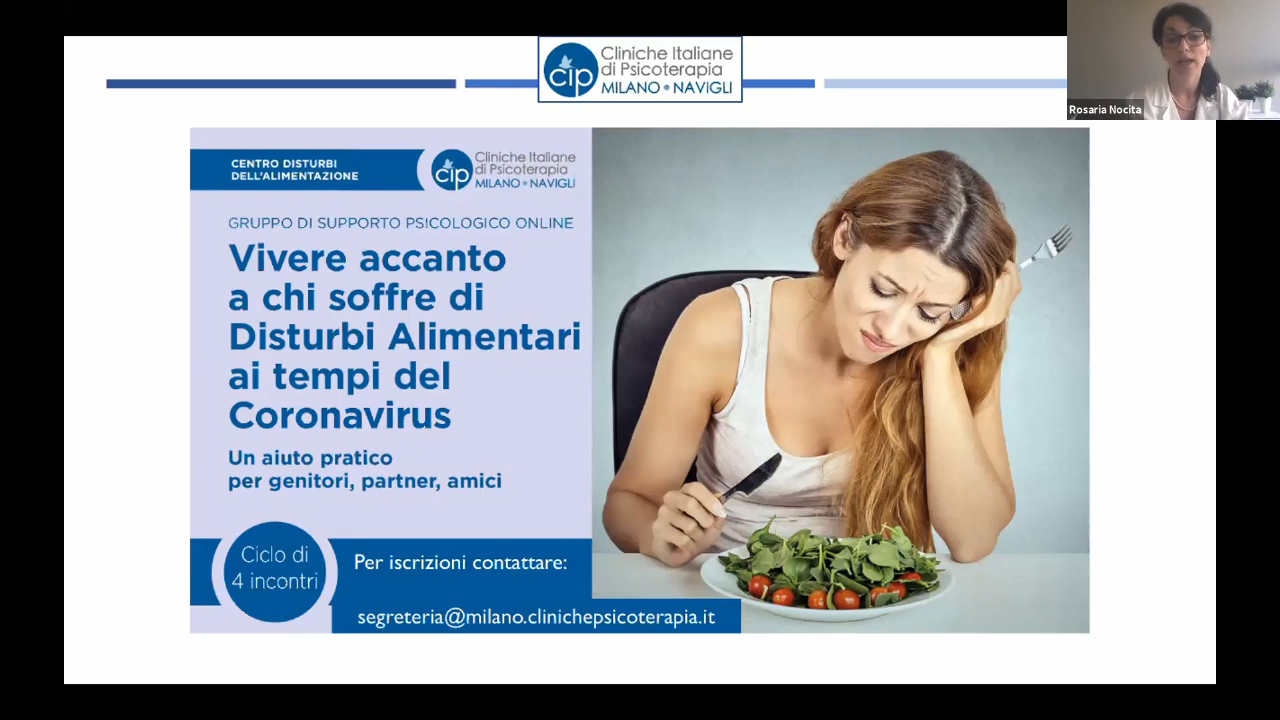 cip
Cliniche Italiane
di Psicoterapia
MILANO • NAVIGLI
Rosaria Nocita
CENTRO DISTURBI
DELL'ALIMENTAZIONE
cip
Cliniche Italiane
di Psicoterapia
MILANO • NAVIGLI
GRUPPO DI SUPPORTO PSICOLOGICO ONLINE
Vivere accanto
a chi soffre di
Disturbi Alimentari
ai tempi del
Coronavirus
Un aiuto pratico
per genitori, partner, amici
Ciclo di
4 incontri
Per iscrizioni contattare:
segreteria@milano.clinichepsicoterapia.it